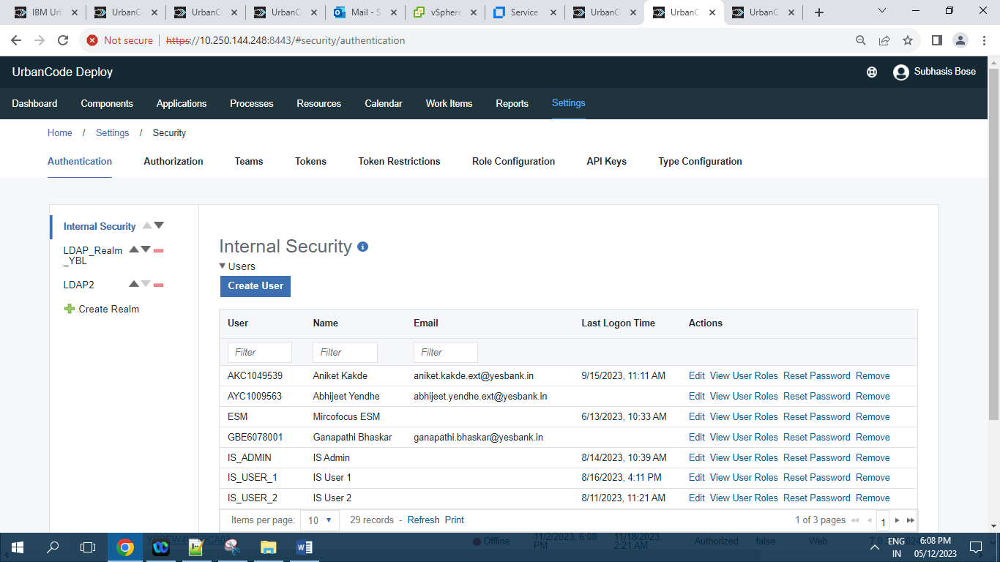 IBM Ur
UrbanC
UrbanC
UrbanC
Mail - S
vSphere
Service
UrbanC
UrbanC
UrbanC
Not secure
https://10.250.144.248:8443/#security/authentication
UrbanCode Deploy
Subhasis Bose
Dashboard Components Applications Processes Resources Calendar Work Items Reports Settings
Home / Settings / Security
Authentication Authorization Teams Tokens Token Restrictions Role Configuration API Keys Type Configuration
Internal Security
LDAP_Realm
_YBL
LDAP2
Create Realm
Internal Security
Users
Create User
User Name Email Last Logon Time Actions
Filter Filter Filter
AKC1049539 Aniket Kakde aniket.kakde.ext@yesbank.in 9/15/2023, 11:11 AM Edit View User Roles Reset Password Remove
AYC1009563 Abhijeet Yendhe abhijeet.yendhe.ext@yesbank.in Edit View User Roles Reset Password Remove
ESM Mircofocus ESM 6/13/2023, 10:33 AM Edit View User Roles Reset Password Remove
GBE6078001 Ganapathi Bhaskar ganapathi.bhaskar@yesbank.in Edit View User Roles Reset Password Remove
IS_ADMIN IS Admin 8/14/2023, 10:39 AM Edit View User Roles Reset Password Remove
IS_USER_1 IS User 1 8/16/2023, 4:11 PM Edit View User Roles Reset Password Remove
IS_USER_2 IS User 2 8/11/2023, 11:21 AM Edit View User Roles Reset Password Remove
Items per page: 10 29 records - Refresh Print 1 of 3 pages 1
Offline 11/2/2023, 6:08 PM 11/18/2023, 2:21 AM Authorized false Web
ENG
IN
6:08 PM
05/12/2023